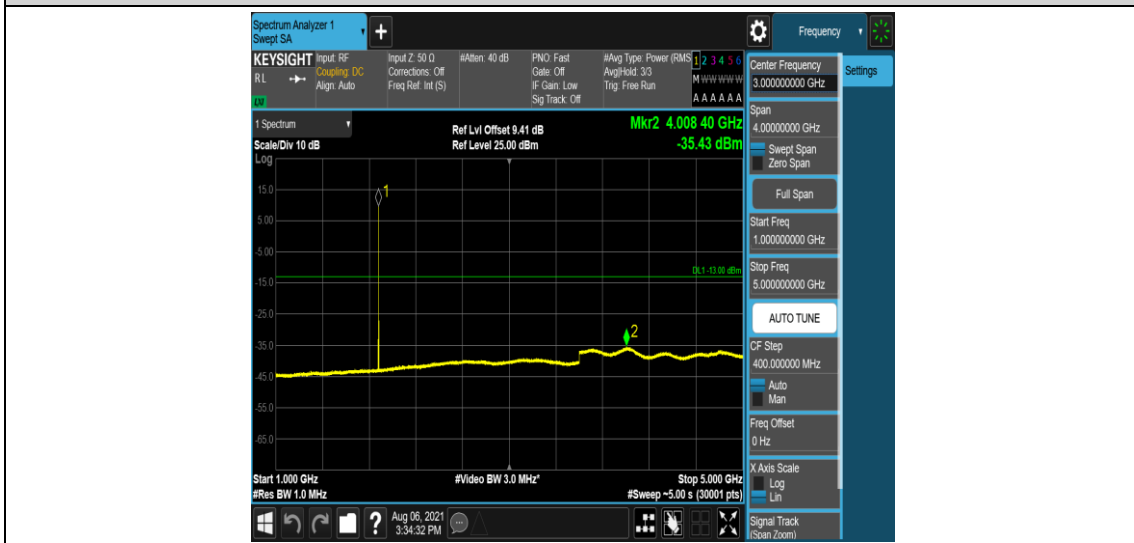 Spectrum Analyzer 1
Swept SA
+
Frequency
KEYSIGHT
RL
LXI
Input: RF
Coupling: DC
Align: Auto
Input Z: 50 Ω
Corrections: Off
Freq Ref: Int (S)
#Atten: 40 dB
PNO: Fast
Gate: Off
IF Gain: Low
Sig Track: Off
#Avg Type: Power (RMS
Avg|Hold: 3/3
Trig: Free Run
1 2 3 4 5 6
M W W W W W
A A A A A A
1 Spectrum
Scale/Div 10 dB
Log
Ref Lvl Offset 9.41 dB
Ref Level 25.00 dBm
Mkr2 4.008 40 GHz
-35.43 dBm
15.0
5.00
-5.00
-15.0
-25.0
-35.0
-45.0
-55.0
-65.0
1
DL1 -13.00 dBm
2
Start 1.000 GHz
#Res BW 1.0 MHz
#Video BW 3.0 MHz*
Stop 5.000 GHz
#Sweep ~5.00 s (30001 pts)
Center Frequency
3.000000000 GHz
Settings
Span
4.00000000 GHz
Swept Span
Zero Span
Full Span
Start Freq
1.000000000 GHz
Stop Freq
5.000000000 GHz
AUTO TUNE
CF Step
400.000000 MHz
Auto
Man
Freq Offset
0 Hz
X Axis Scale
Log
Lin
Signal Track
(Span Zoom)
?
Aug 06, 2021
3:34:32 PM